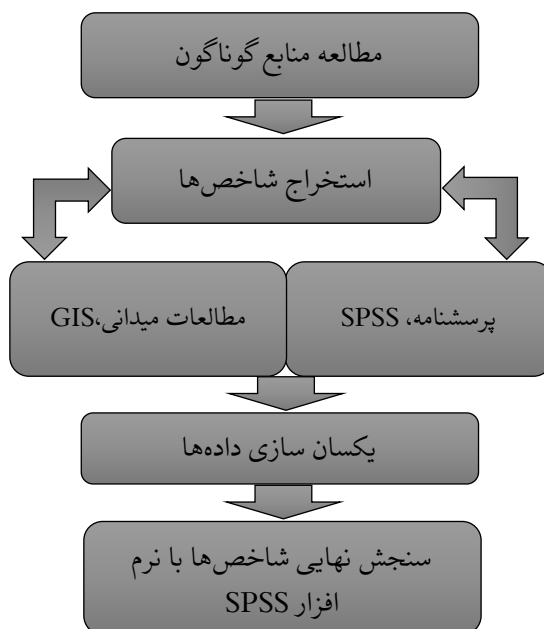 مطالعه منابع گوناگون
استخراج شاخص‌ها
پرسشنامه، SPSS
مطالعات میدانی،GIS
یکسان سازی داده‌ها
سنجش نهایی شاخص‌ها با نرم
افزار SPSS